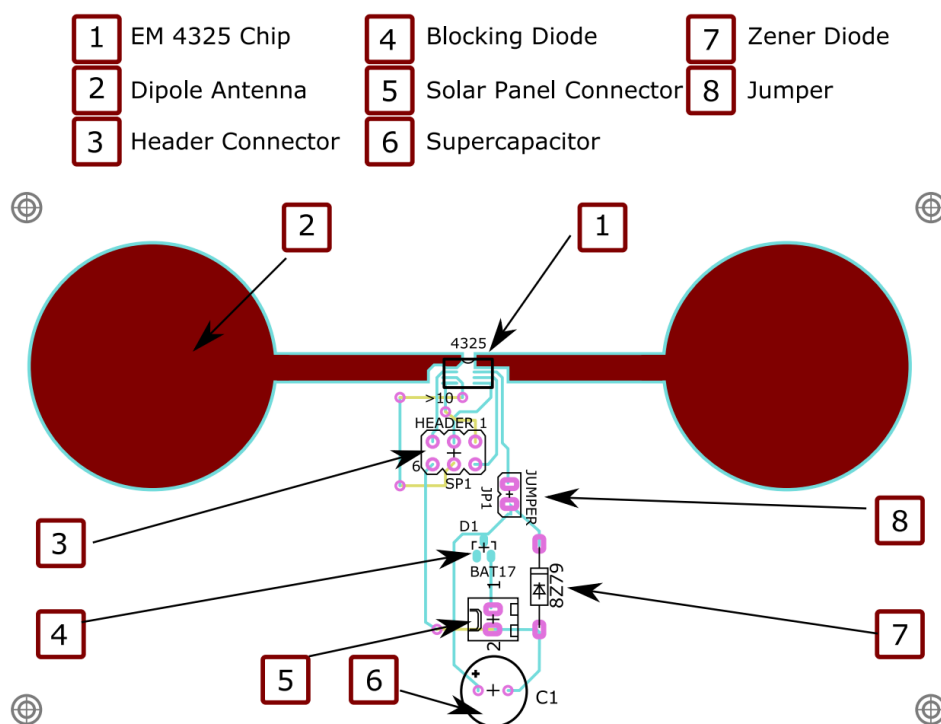 1 EM 4325 Chip 4 Blocking Diode 7 Zener Diode
2 Dipole Antenna 5 Solar Panel Connector 8 Jumper
3 Header Connector 6 Supercapacitor
2 1
4325
>10
HEADER 1
6
SP1
JUMPER
JP1
3 8
D1
BAT17
1
8Z79
4 7
2
5 6
C1